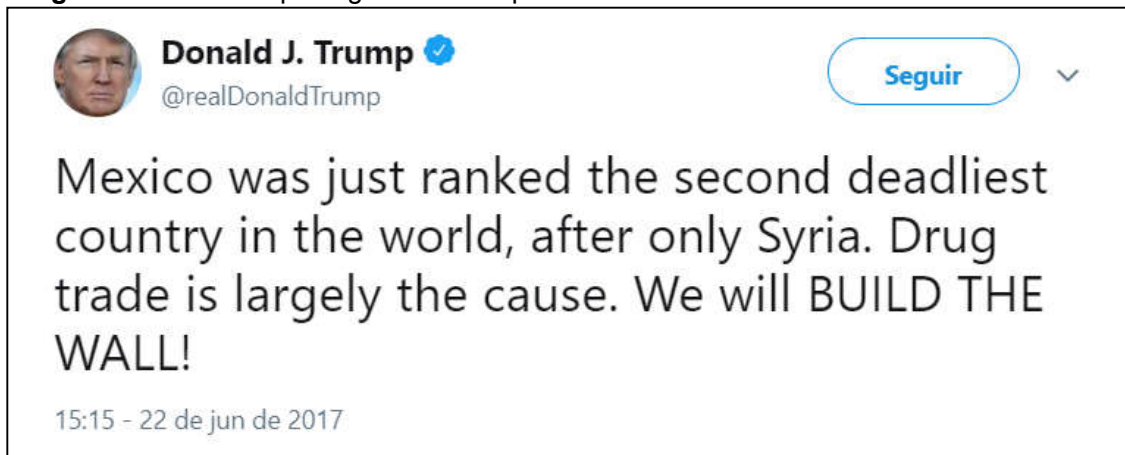 Donald J. Trump
@realDonaldTrump
Seguir
Mexico was just ranked the second deadliest
country in the world, after only Syria. Drug
trade is largely the cause. We will BUILD THE
WALL!
15:15 - 22 de jun de 2017